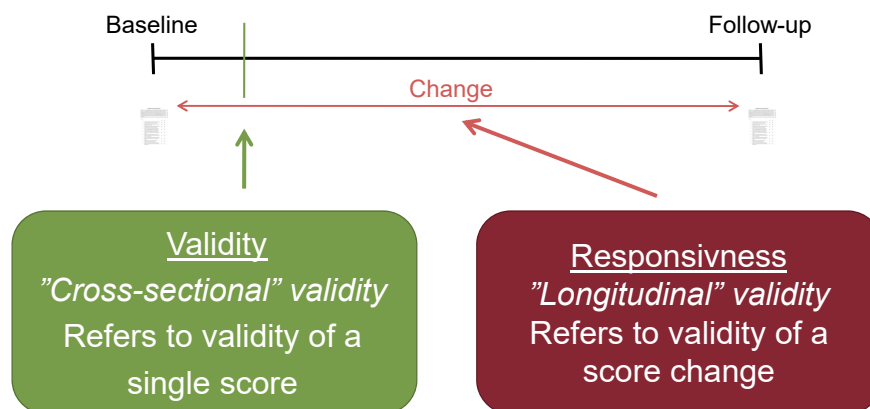 Baseline
Follow-up
Change
Validity
”Cross-sectional” validity
Refers to validity of a
single score
Responsivness
”Longitudinal” validity
Refers to validity of a
score change